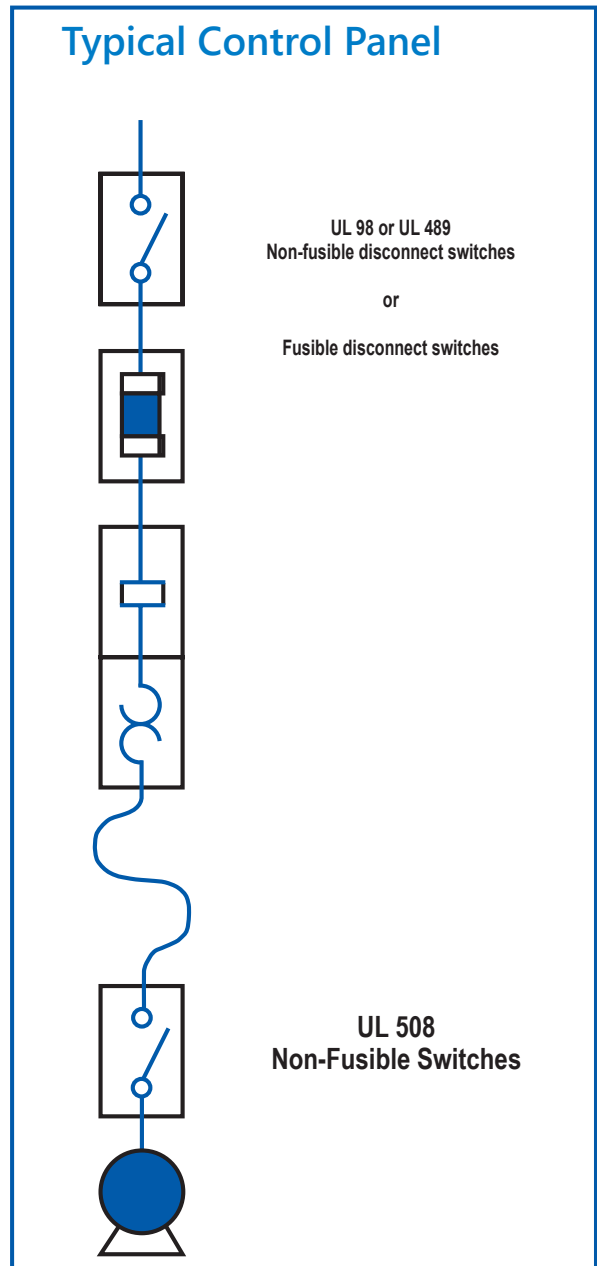 Typical Control Panel
UL 98 or UL 489
Non-fusible disconnect switches
or
Fusible disconnect switches
UL 508
Non-Fusible Switches